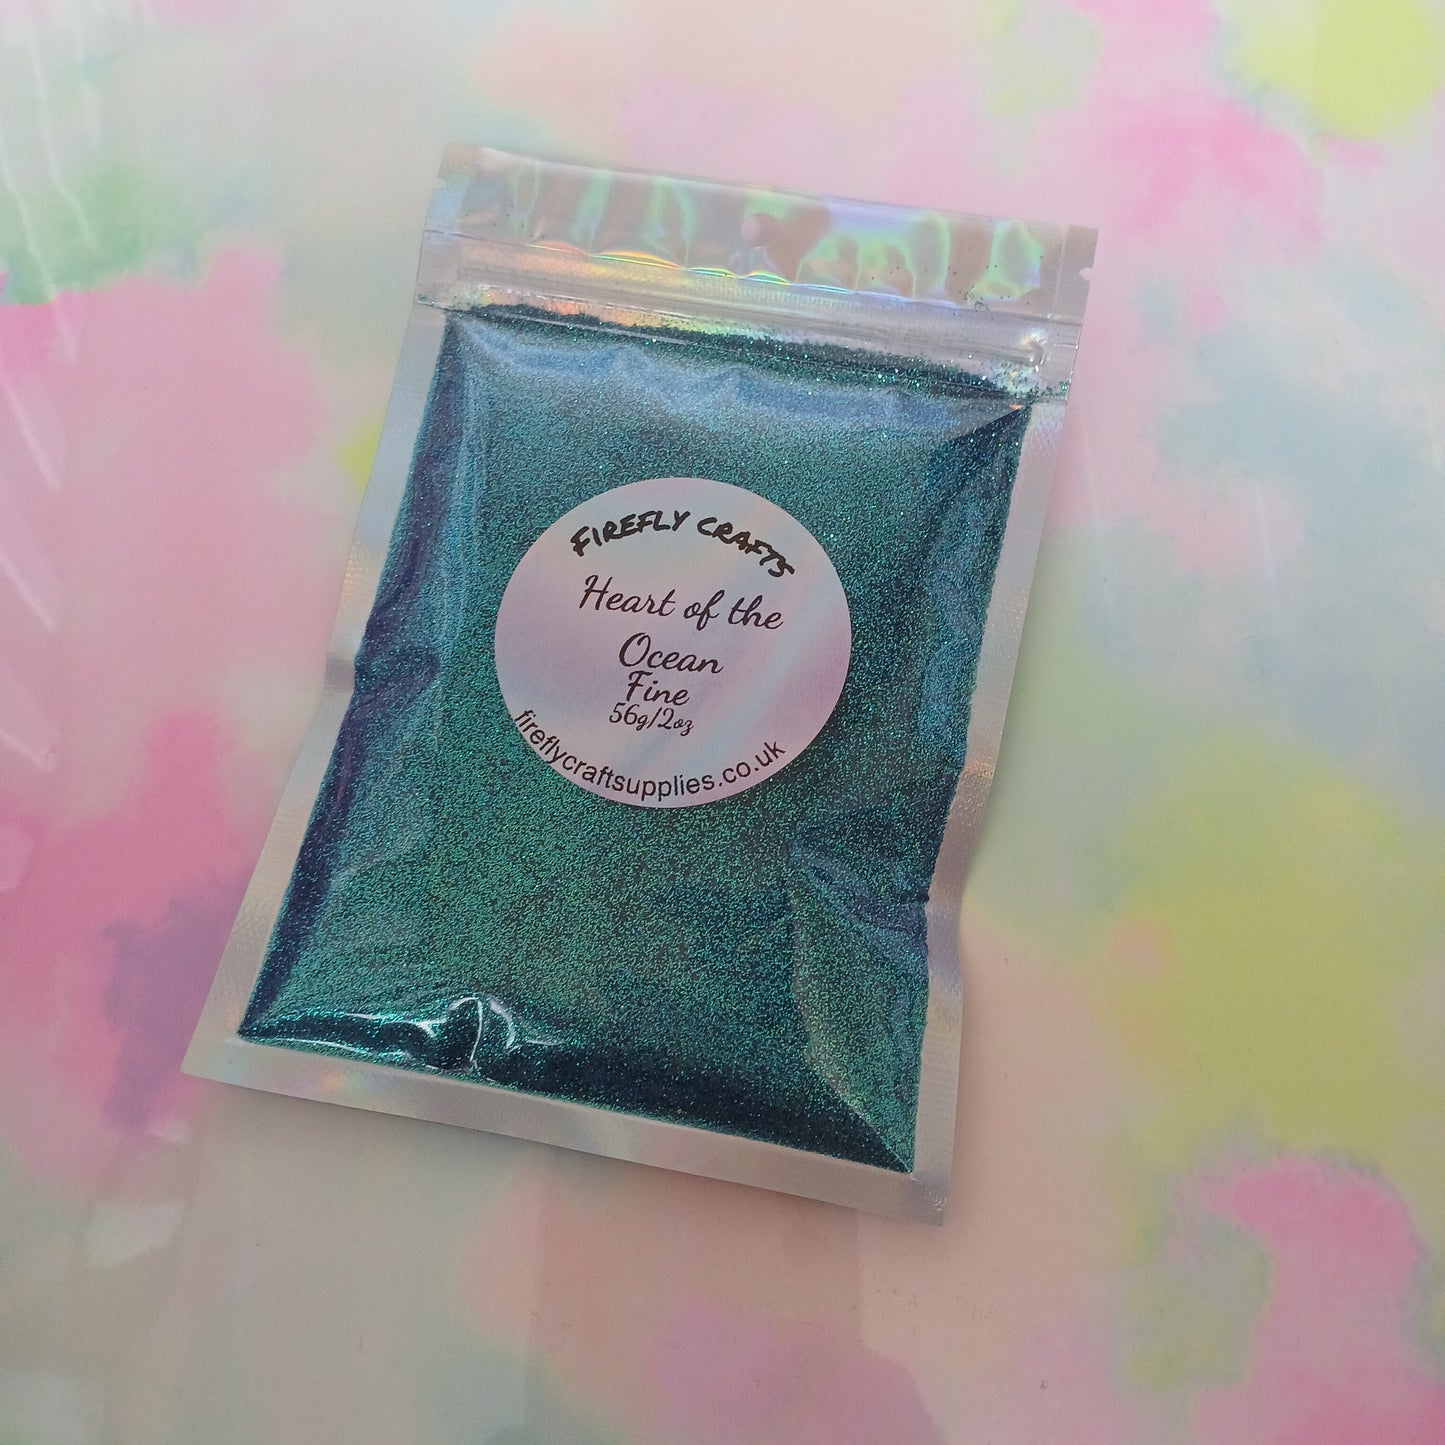 FIREFLY CRAFTS
Heart of the
Ocean
Fine
56g/2oz
fireflycraftsupplies.co.uk